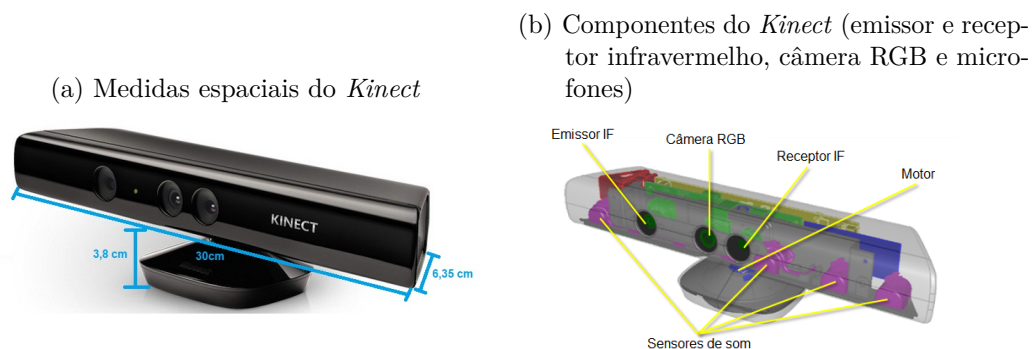 (a) Medidas espaciais do Kinect
KINECT
3,8 cm
30cm
6,35 cm
(b) Componentes do Kinect (emissor e recep-
tor infravermelho, câmera RGB e micro-
fones)
Emissor IF
Câmera RGB
Receptor IF
Motor
Sensores de som